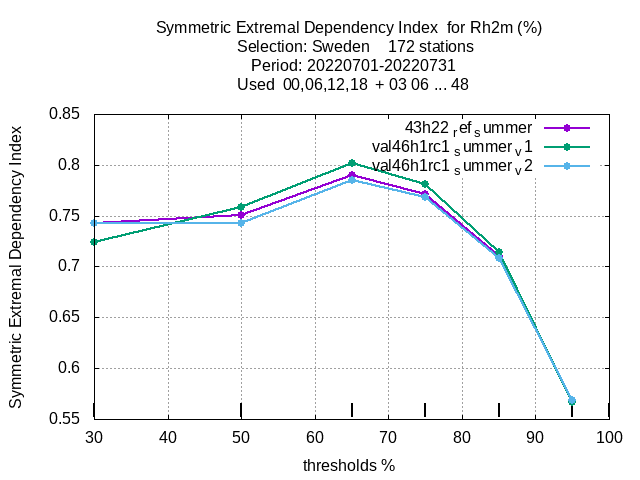 Symmetric Extremal Dependency Index for Rh2m (%)
Selection: Sweden 172 stations
Period: 20220701-20220731
Used 00,06,12,18 + 03 06 ... 48
Symmetric Extremal Dependency Index
0.85
0.8
0.75
0.7
0.65
0.6
0.55
43h22 ref summer
val46h1rc1 summer v1
val46h1rc1 summer v2
30 40 50 60 70 80 90 100
thresholds %